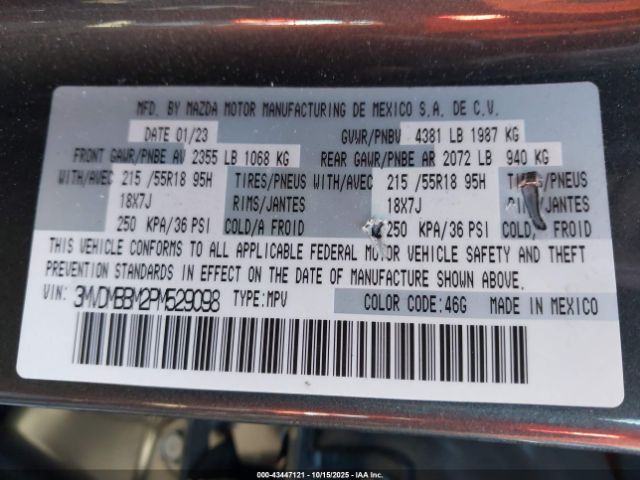 MFD. BY MAZDA MOTOR MANUFACTURING DE MEXICO S.A. DE C.V.
DATE 01/23 GVWR/PNBV 4381 LB 1987 KG
FRONT GAWR/PNBE AV 2355 LB 1068 KG REAR GAWR/PNBE AR 2072 LB 940 KG
WITH/AVEC 215 /55R18 95H TIRES/PNEUS WITH/AVEC 215 /55R18 95H TIRES/PNEUS
18X7J RIMS/JANTES 18X7J /JANTES
250 KPA/36 PSI COLD/A FROID 250 KPA/36 PSI COLD/ FROID
THIS VEHICLE CONFORMS TO ALL APPLICABLE FEDERAL MOTOR VEHICLE SAFETY AND THEFT
PREVENTION STANDARDS IN EFFECT ON THE DATE OF MANUFACTURE SHOWN ABOVE.
VIN: 3MVDMBBM2PM529098 TYPE:MPV COLOR CODE:46G MADE IN MEXICO
000-43447121 - 10/15/2025 - IAA Inc.